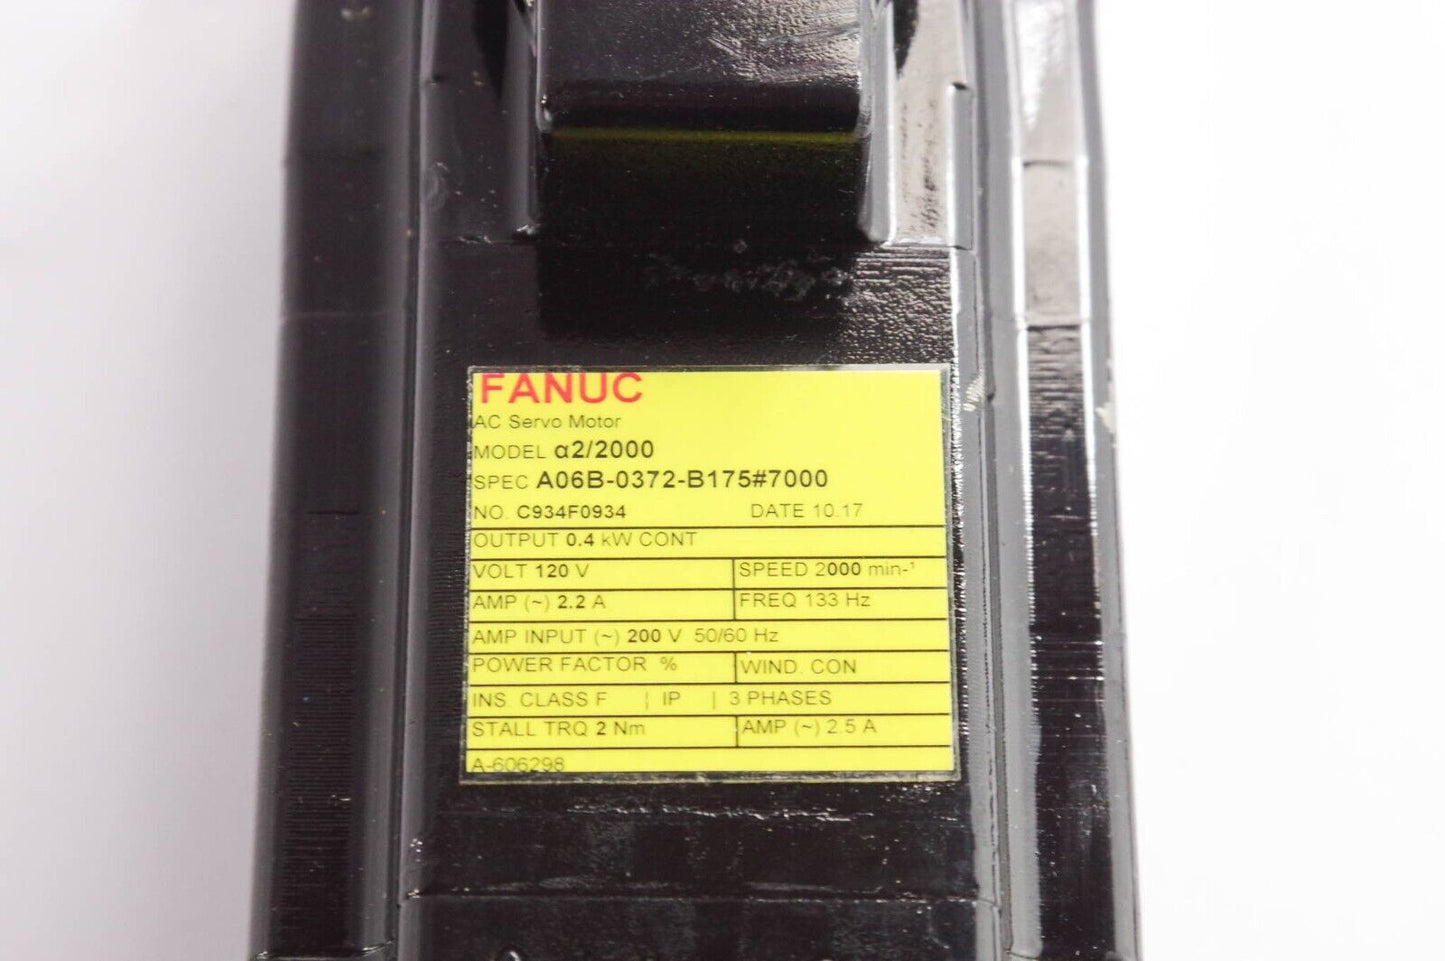 FANUC
AC Servo Motor
MODEL α2/2000
SPEC A06B-0372-B175#7000
NO. C934F0934 DATE 10.17
OUTPUT 0.4 kW CONT
VOLT 120 V SPEED 2000 min-¹
AMP (~) 2.2 A FREQ 133 Hz
AMP INPUT (~) 200 V 50/60 Hz
POWER FACTOR % WIND. CON
INS. CLASS F | IP | 3 PHASES
STALL TRQ 2 Nm AMP (~) 2.5 A
A-606298